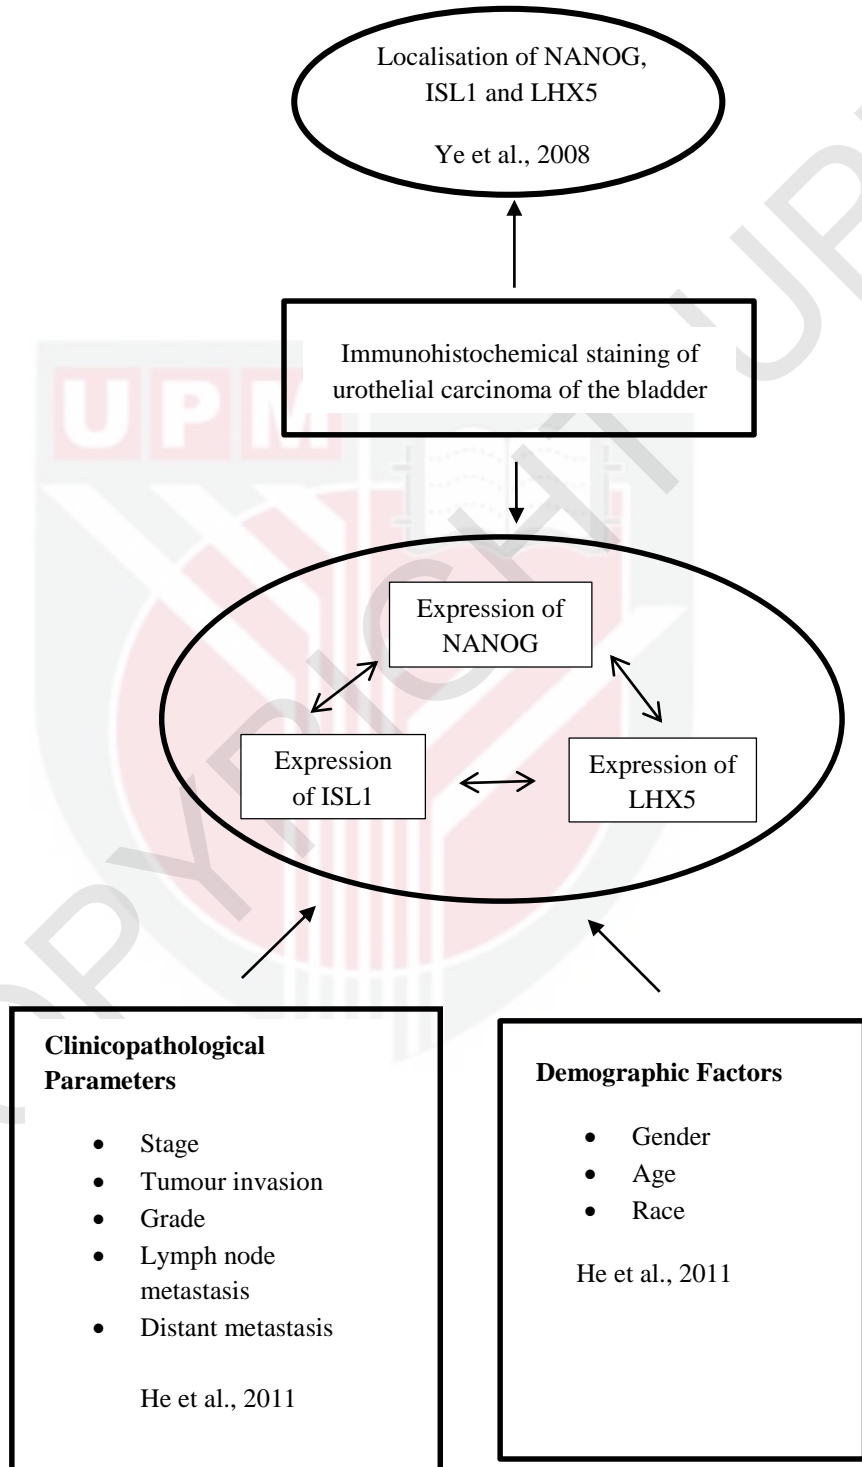 Localisation of NANOG,
ISL1 and LHX5
Ye et al., 2008
Immunohistochemical staining of
urothelial carcinoma of the bladder
UPM
Expression of
NANOG
Expression
of ISL1
Expression of
LHX5
Clinicopathological
Parameters
• Stage
• Tumour invasion
• Grade
• Lymph node
metastasis
• Distant metastasis
He et al., 2011
Demographic Factors
• Gender
• Age
• Race
He et al., 2011
COPYRIGHT UP